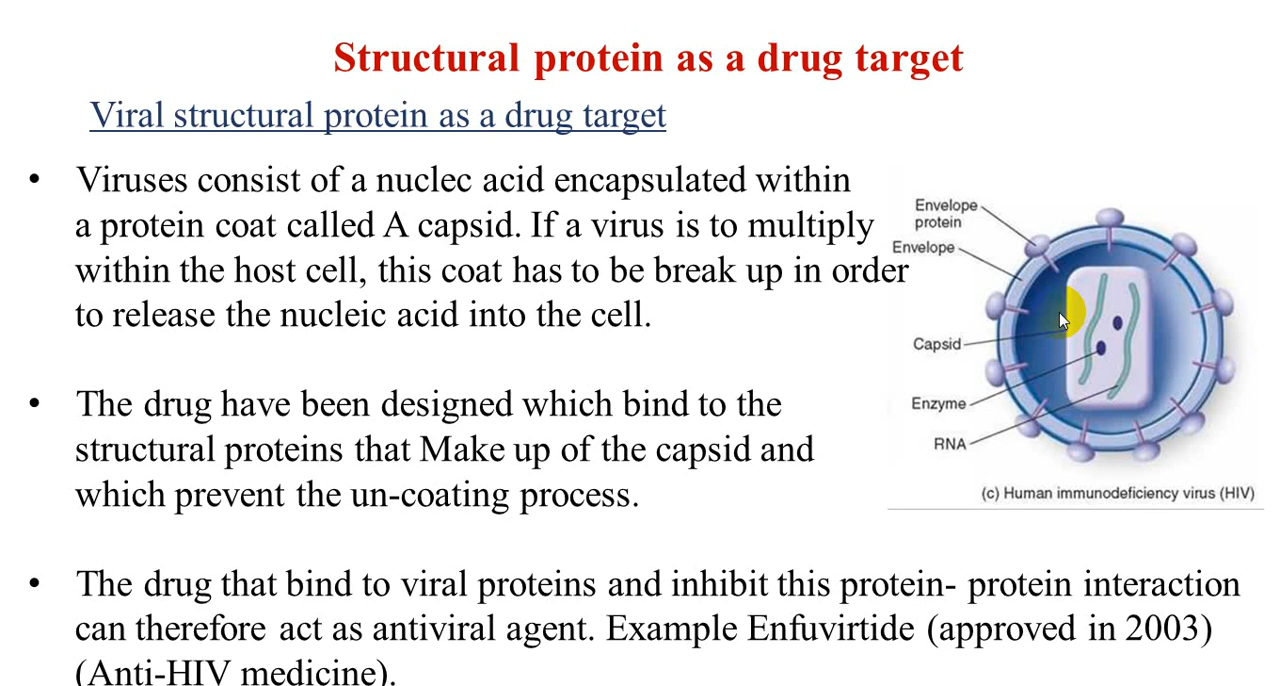 Structural protein as a drug target
Viral structural protein as a drug target
• Viruses consist of a nuclec acid encapsulated within
a protein coat called A capsid. If a virus is to multiply
within the host cell, this coat has to be break up in order
to release the nucleic acid into the cell.
• The drug have been designed which bind to the
structural proteins that Make up of the capsid and
which prevent the un-coating process.
• The drug that bind to viral proteins and inhibit this protein- protein interaction
can therefore act as antiviral agent. Example Enfuvirtide (approved in 2003)
(Anti-HIV medicine).
Envelope
protein
Envelope
Capsid
Enzyme
RNA
(c) Human immunodeficiency virus (HIV)